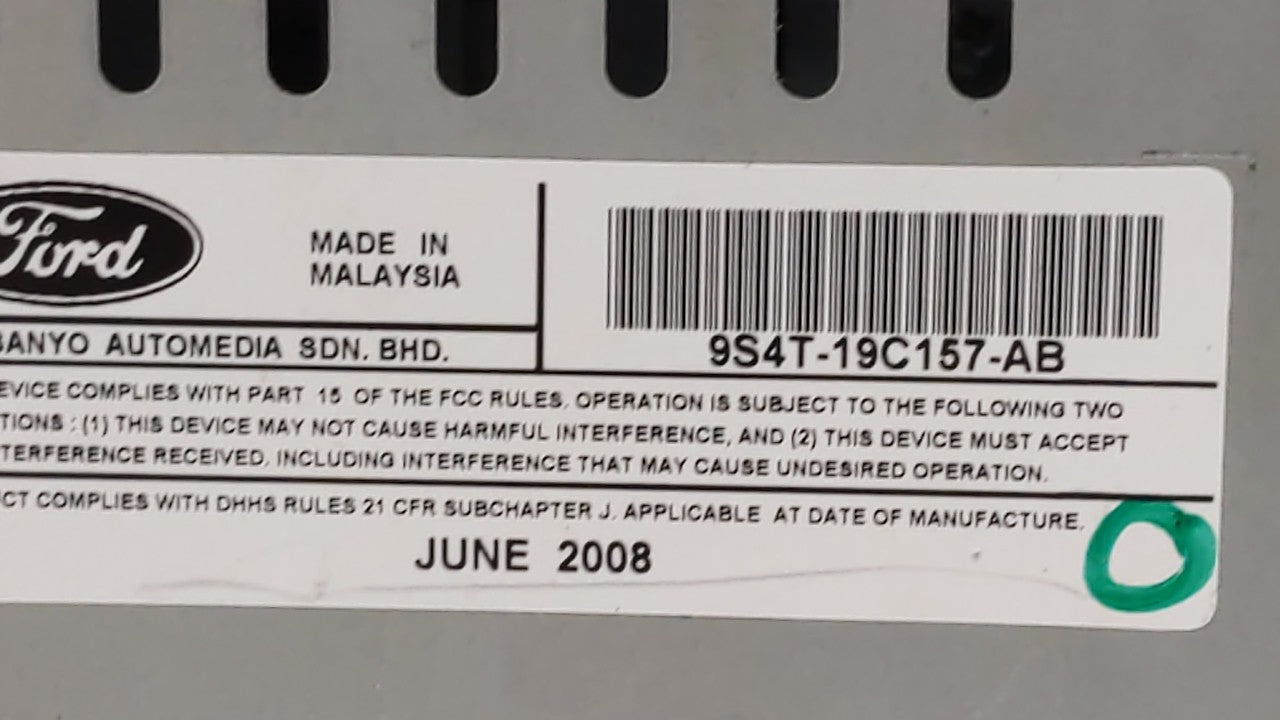 Ford
MADE IN
MALAYSIA
SANYO AUTOMEDIA SDN. BHD.
9S4T-19C157-AB
EVICE COMPLIES WITH PART 15 OF THE FCC RULES. OPERATION IS SUBJECT TO THE FOLLOWING TWO
TIONS : (1) THIS DEVICE MAY NOT CAUSE HARMFUL INTERFERENCE, AND (2) THIS DEVICE MUST ACCEPT
TERFERENCE RECEIVED, INCLUDING INTERFERENCE THAT MAY CAUSE UNDESIRED OPERATION.
CT COMPLIES WITH DHHS RULES 21 CFR SUBCHAPTER J. APPLICABLE AT DATE OF MANUFACTURE.
JUNE 2008